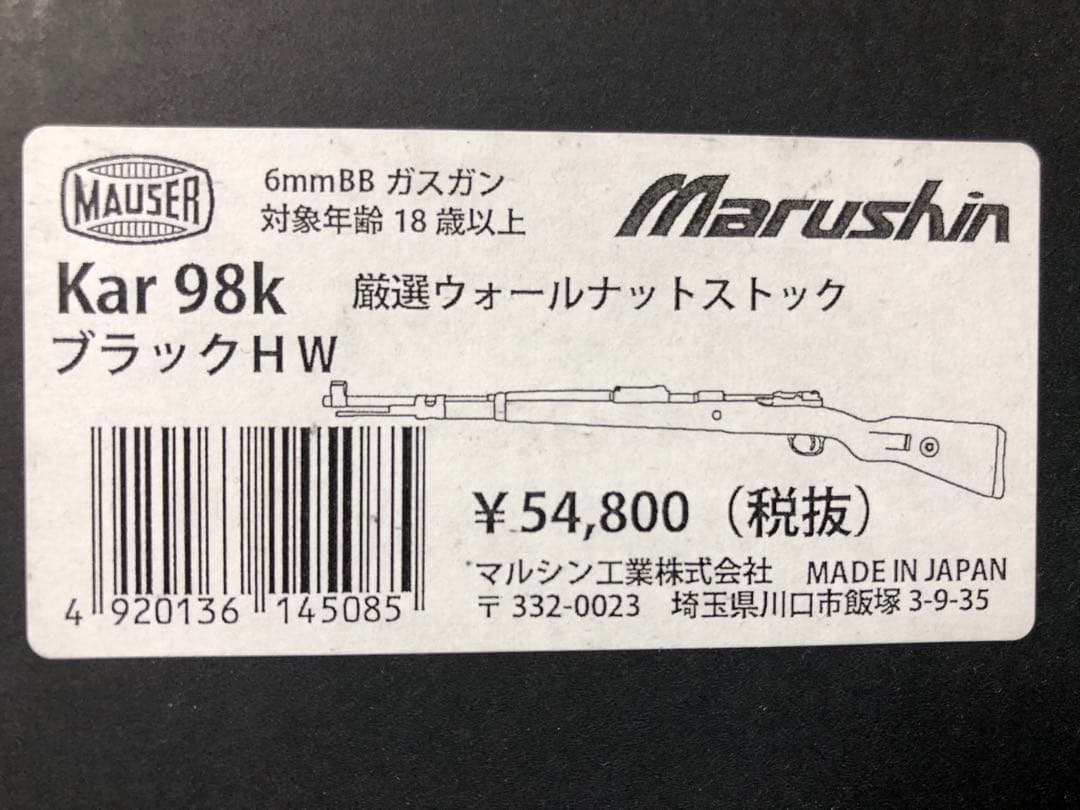 MAUSER
6mmBB ガスガン
対象年齢 18 歳以上
Marushin
Kar 98k 厳選ウォールナットストック
ブラックHW
¥54,800（税抜）
マルシン工業株式会社 MADE IN JAPAN
〒332-0023 埼玉県川口市飯塚 3-9-35
4 920136 145085